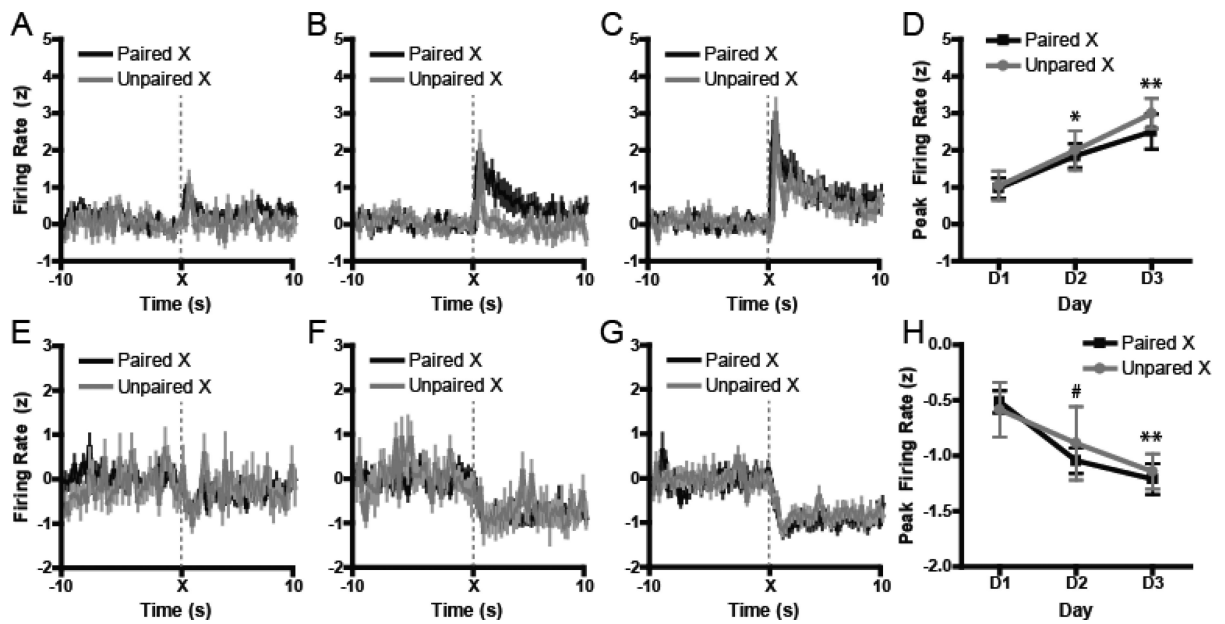 A
5
4
3
2
1
0
-1
Firing Rate (z)
Paired X
Unpaired X
-10
X
10
Time (s)
B
5
4
3
2
1
0
-1
Paired X
Unpaired X
-10
X
10
Time (s)
C
5
4
3
2
1
0
-1
Paired X
Unpaired X
-10
X
10
Time (s)
D
5
4
3
2
1
0
-1
Peak Firing Rate (z)
Paired X
Unpared X
*
**
D1
D2
D3
Day
E
3
2
1
0
-1
-2
Firing Rate (z)
Paired X
Unpaired X
-10
X
10
Time (s)
F
3
2
1
0
-1
-2
Paired X
Unpaired X
-10
X
10
Time (s)
G
3
2
1
0
-1
-2
Paired X
Unpaired X
-10
X
10
Time (s)
H
0.0
-0.5
-1.0
-1.5
-2.0
Peak Firing Rate (z)
Paired X
Unpared X
#
**
D1
D2
D3
Day